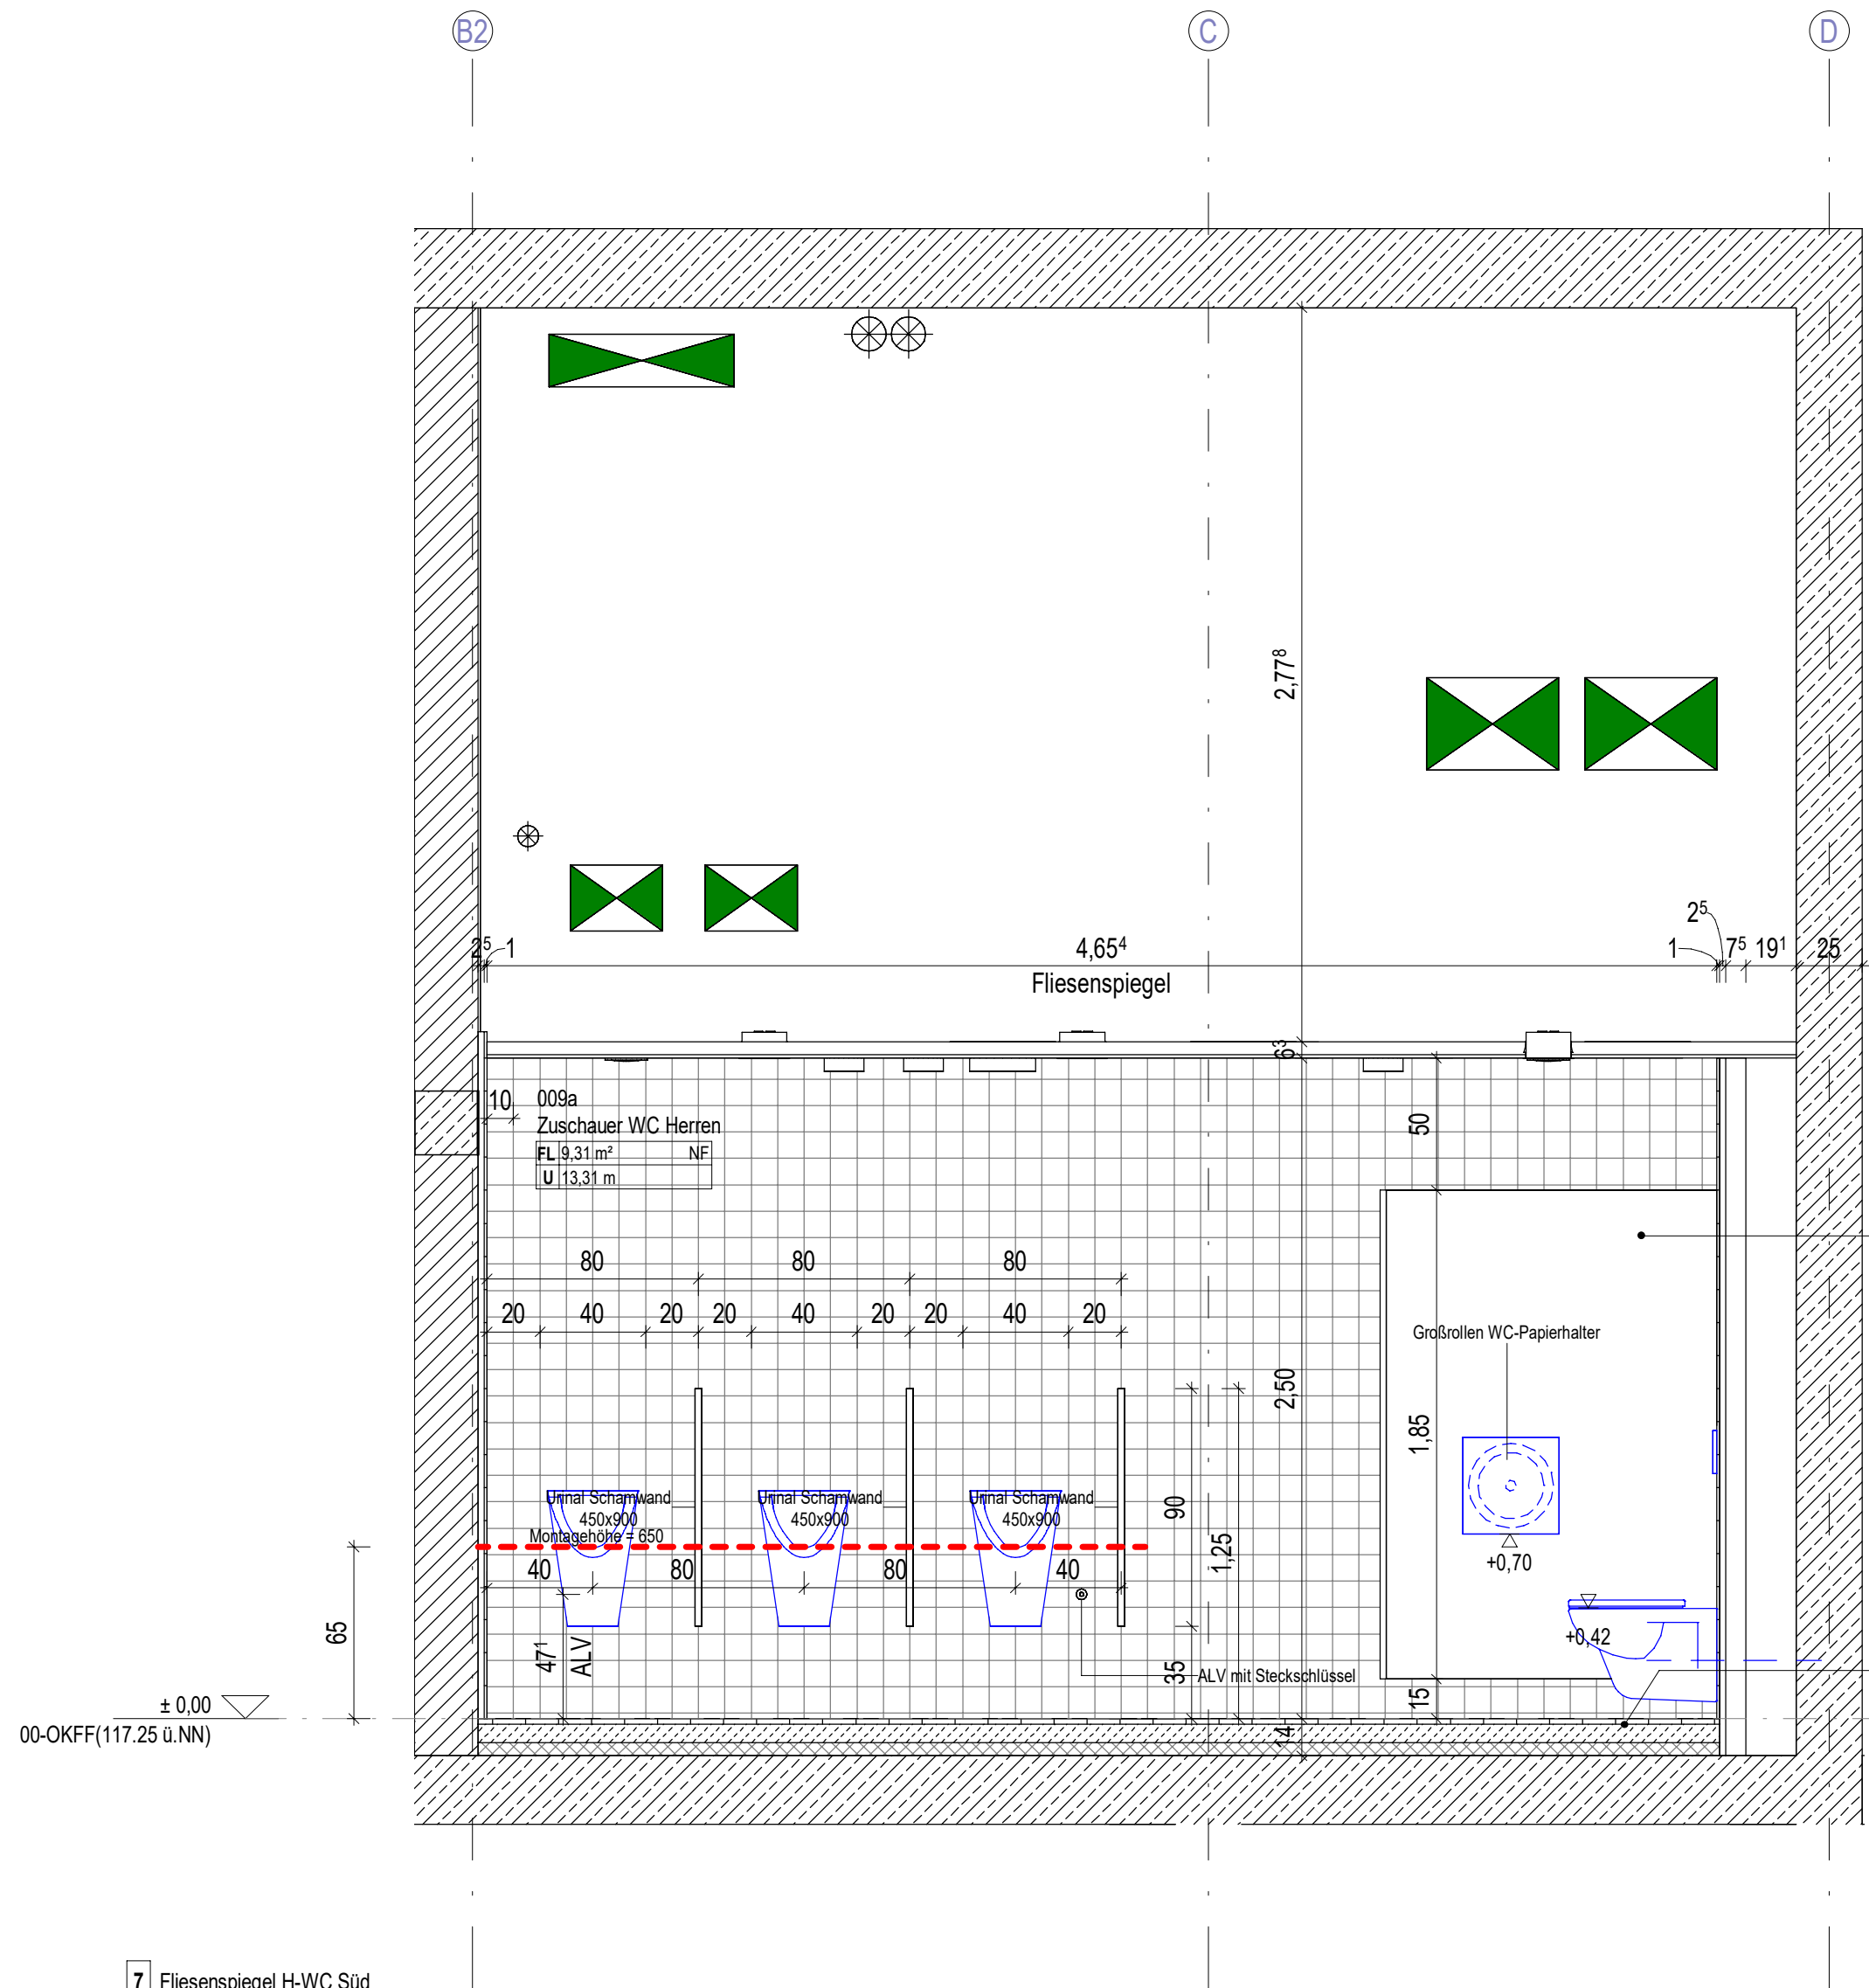 B2
C
D
2,77⁸
2⁵
2⁵ 1
4,65⁴
1
7⁵
19¹
25
Fliesenspiegel
6³
10
009a
Zuschauer WC Herren
FL 9,31 m² NF
U 13,31 m
50
80
80
80
20
40
20
20
40
20
20
40
20
Großrollen WC-Papierhalter
2,50
1,85
Urinal Schamwand
450x900
Montagehöhe = 650
Urinal Schamwand
450x900
Urinal Schamwand
450x900
90
1,25
40
80
80
40
+0,70
65
47¹
ALV
+0,42
35
ALV mit Steckschlüssel
15
14
± 0,00
00-OKFF(117.25 ü.NN)
7 Fliesenspiegel H-WC Süd